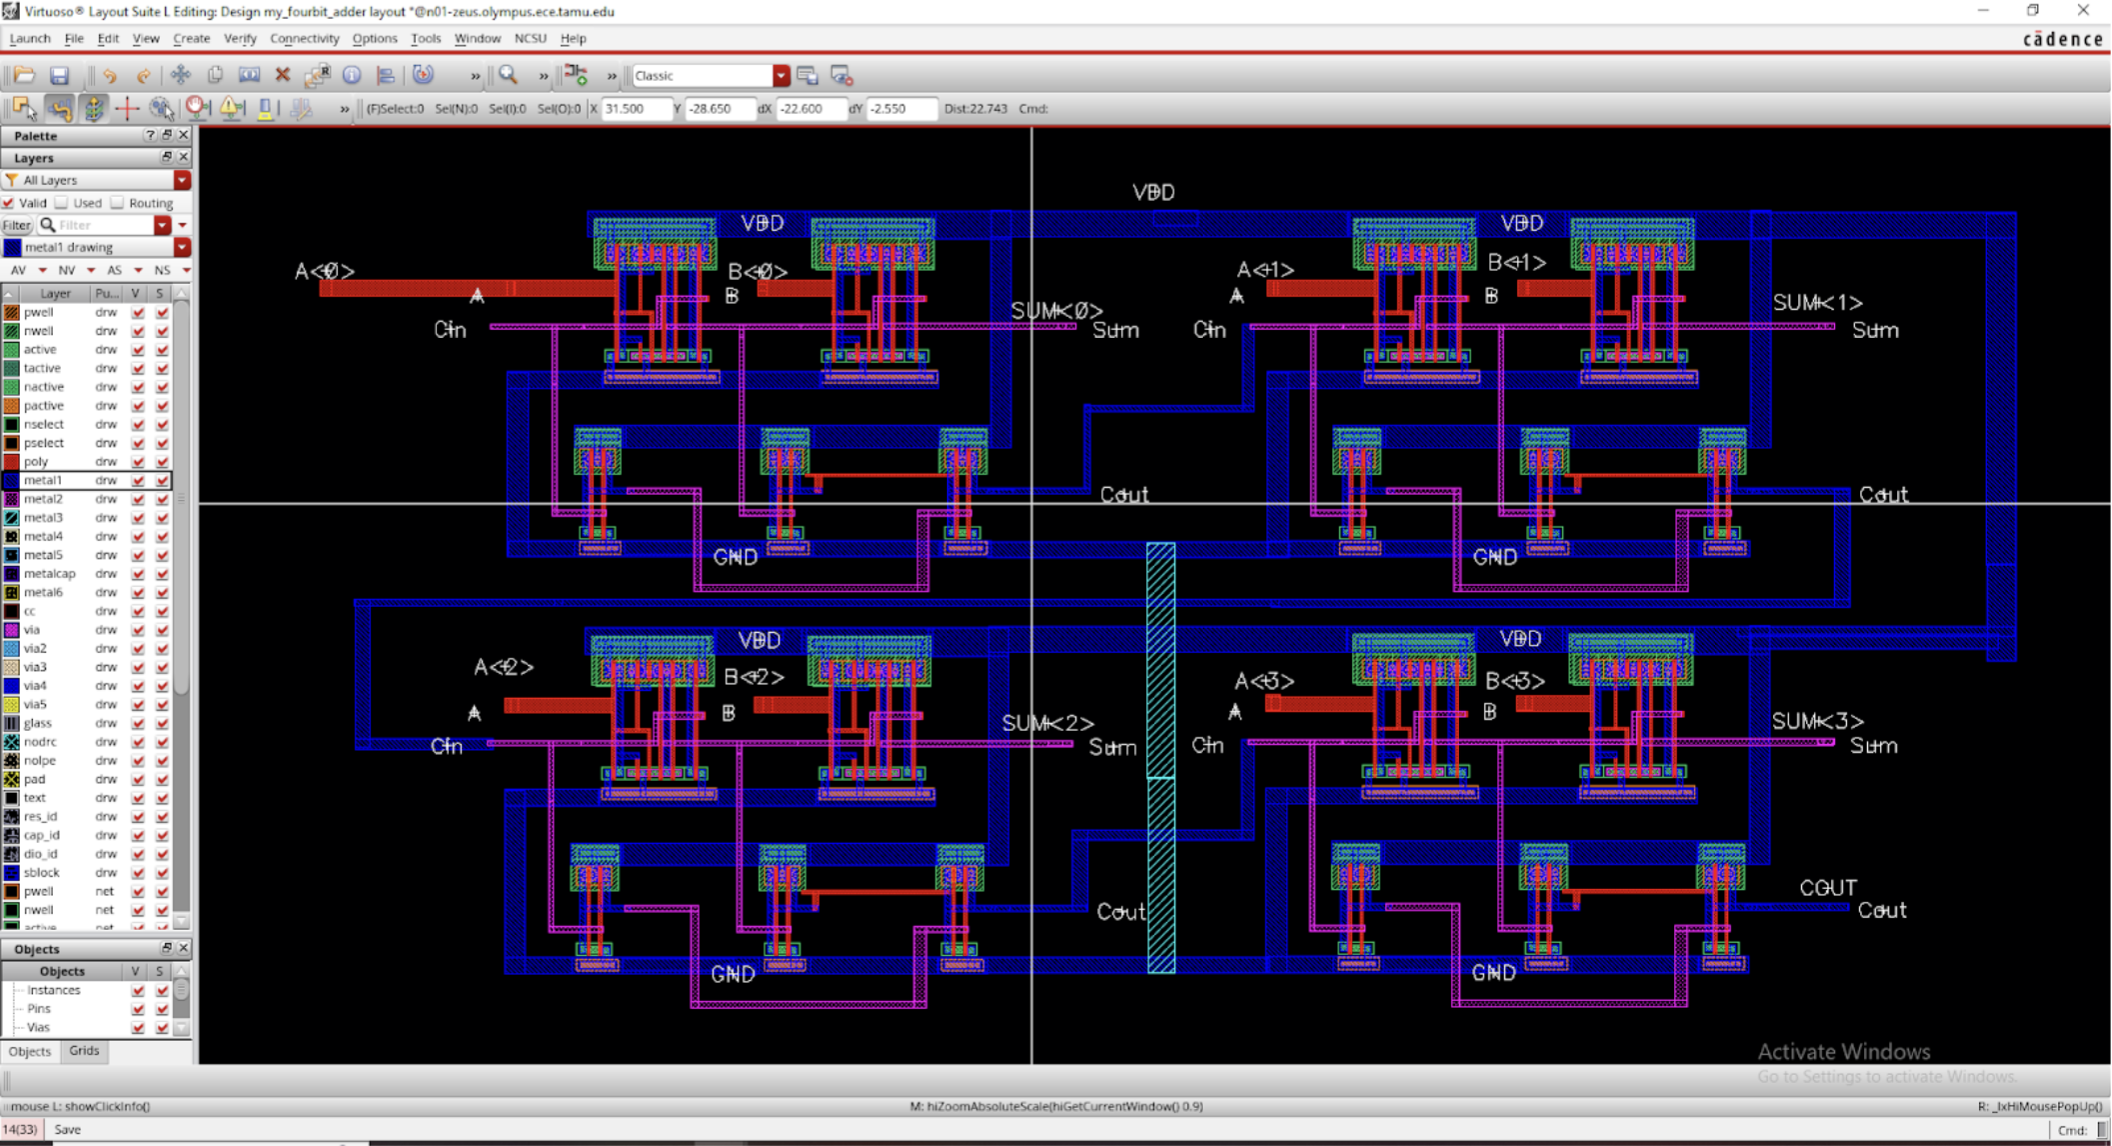 Virtuoso® Layout Suite L Editing: Design my_fourbit_adder layout *@n01-zeus.olympus.ece.tamu.edu
Launch File Edit View Create Verify Connectivity Options Tools Window NCSU Help
cādence
» » » Classic
» (F)Select:0 Sel(N):0 Sel(I):0 Sel(O):0 X 31.500 Y -28.650 dX -22.600 dY -2.550 Dist:22.743 Cmd:
Palette
Layers
All Layers
Valid Used Routing
Filter Filter
metal1 drawing
AV NV AS NS
Layer Pu... V S
pwell drw
nwell drw
active drw
tactive drw
nactive drw
pactive drw
nselect drw
pselect drw
poly drw
metal1 drw
metal2 drw
metal3 drw
metal4 drw
metal5 drw
metalcap drw
metal6 drw
cc drw
via drw
via2 drw
via3 drw
via4 drw
via5 drw
glass drw
nodrc drw
nolpe drw
pad drw
text drw
res_id drw
cap_id drw
dio_id drw
sblock drw
pwell net
nwell net
active net
Objects
Objects V S
Instances
Pins
Vias
Objects Grids
VDD
VDD VDD
A<0> B<0> A<1> B<1>
A B A B
SUM<0> SUM<1>
Cin Sum Cin Sum
Cout Cout
GND GND
VDD VDD
A<2> B<2> A<3> B<3>
A B A B
SUM<2> SUM<3>
Cin Sum Cin Sum
COUT
Cout Cout
GND GND
Activate Windows
Go to Settings to activate Windows.
mouse L: showClickInfo() M: hiZoomAbsoluteScale(hiGetCurrentWindow() 0.9) R: _lxHiMousePopUp()
14(33) Save Cmd: